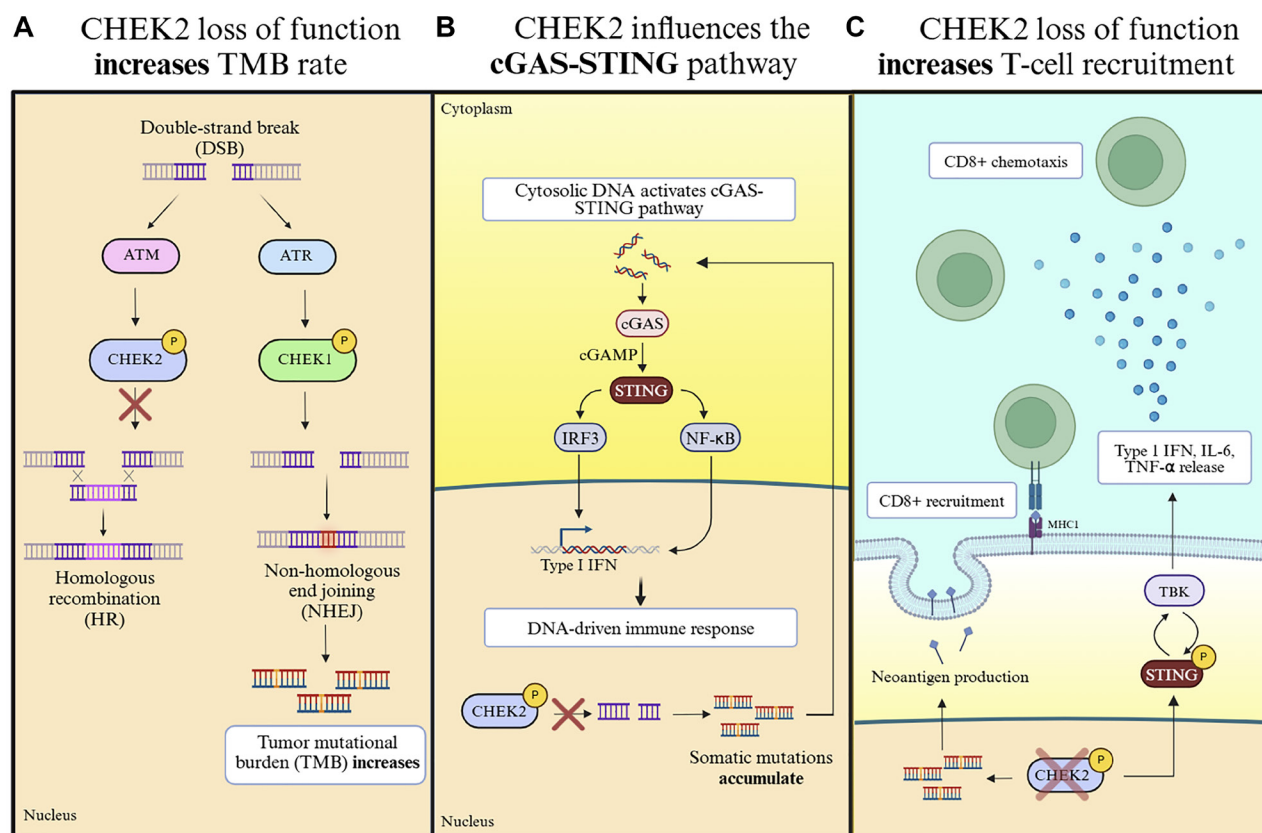 A
CHEK2 loss of function
increases TMB rate
Double-strand break
(DSB)
ATM
ATR
P
CHEK2
P
CHEK1
Homologous
recombination
(HR)
Non-homologous
end joining
(NHEJ)
Tumor mutational
burden (TMB) increases
Nucleus
B
CHEK2 influences the
cGAS-STING pathway
Cytoplasm
Cytosolic DNA activates cGAS-
STING pathway
cGAS
cGAMP
STING
IRF3
NF-κB
Type I IFN
DNA-driven immune response
P
CHEK2
Somatic mutations
accumulate
Nucleus
C
CHEK2 loss of function
increases T-cell recruitment
CD8+ chemotaxis
Type 1 IFN, IL-6,
TNF-α release
CD8+ recruitment
MHC1
TBK
P
STING
Neoantigen production
P
CHEK2